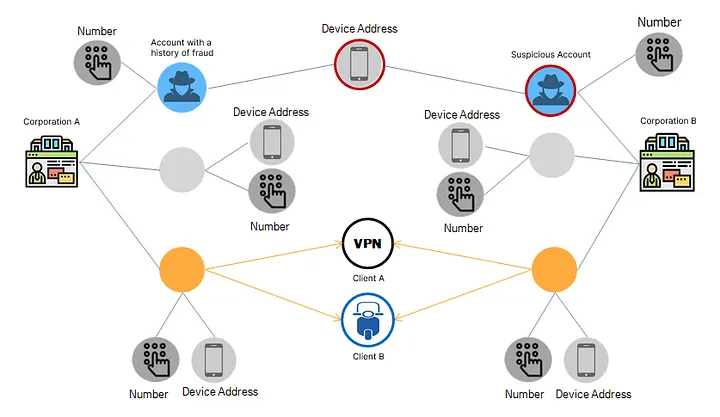 Number
Account with a
history of fraud
Device Address
Suspicious Account
Number
Corporation A
Device Address
Number
Device Address
Number
Corporation B
VPN
Client A
Client B
Number
Device Address
Number
Device Address